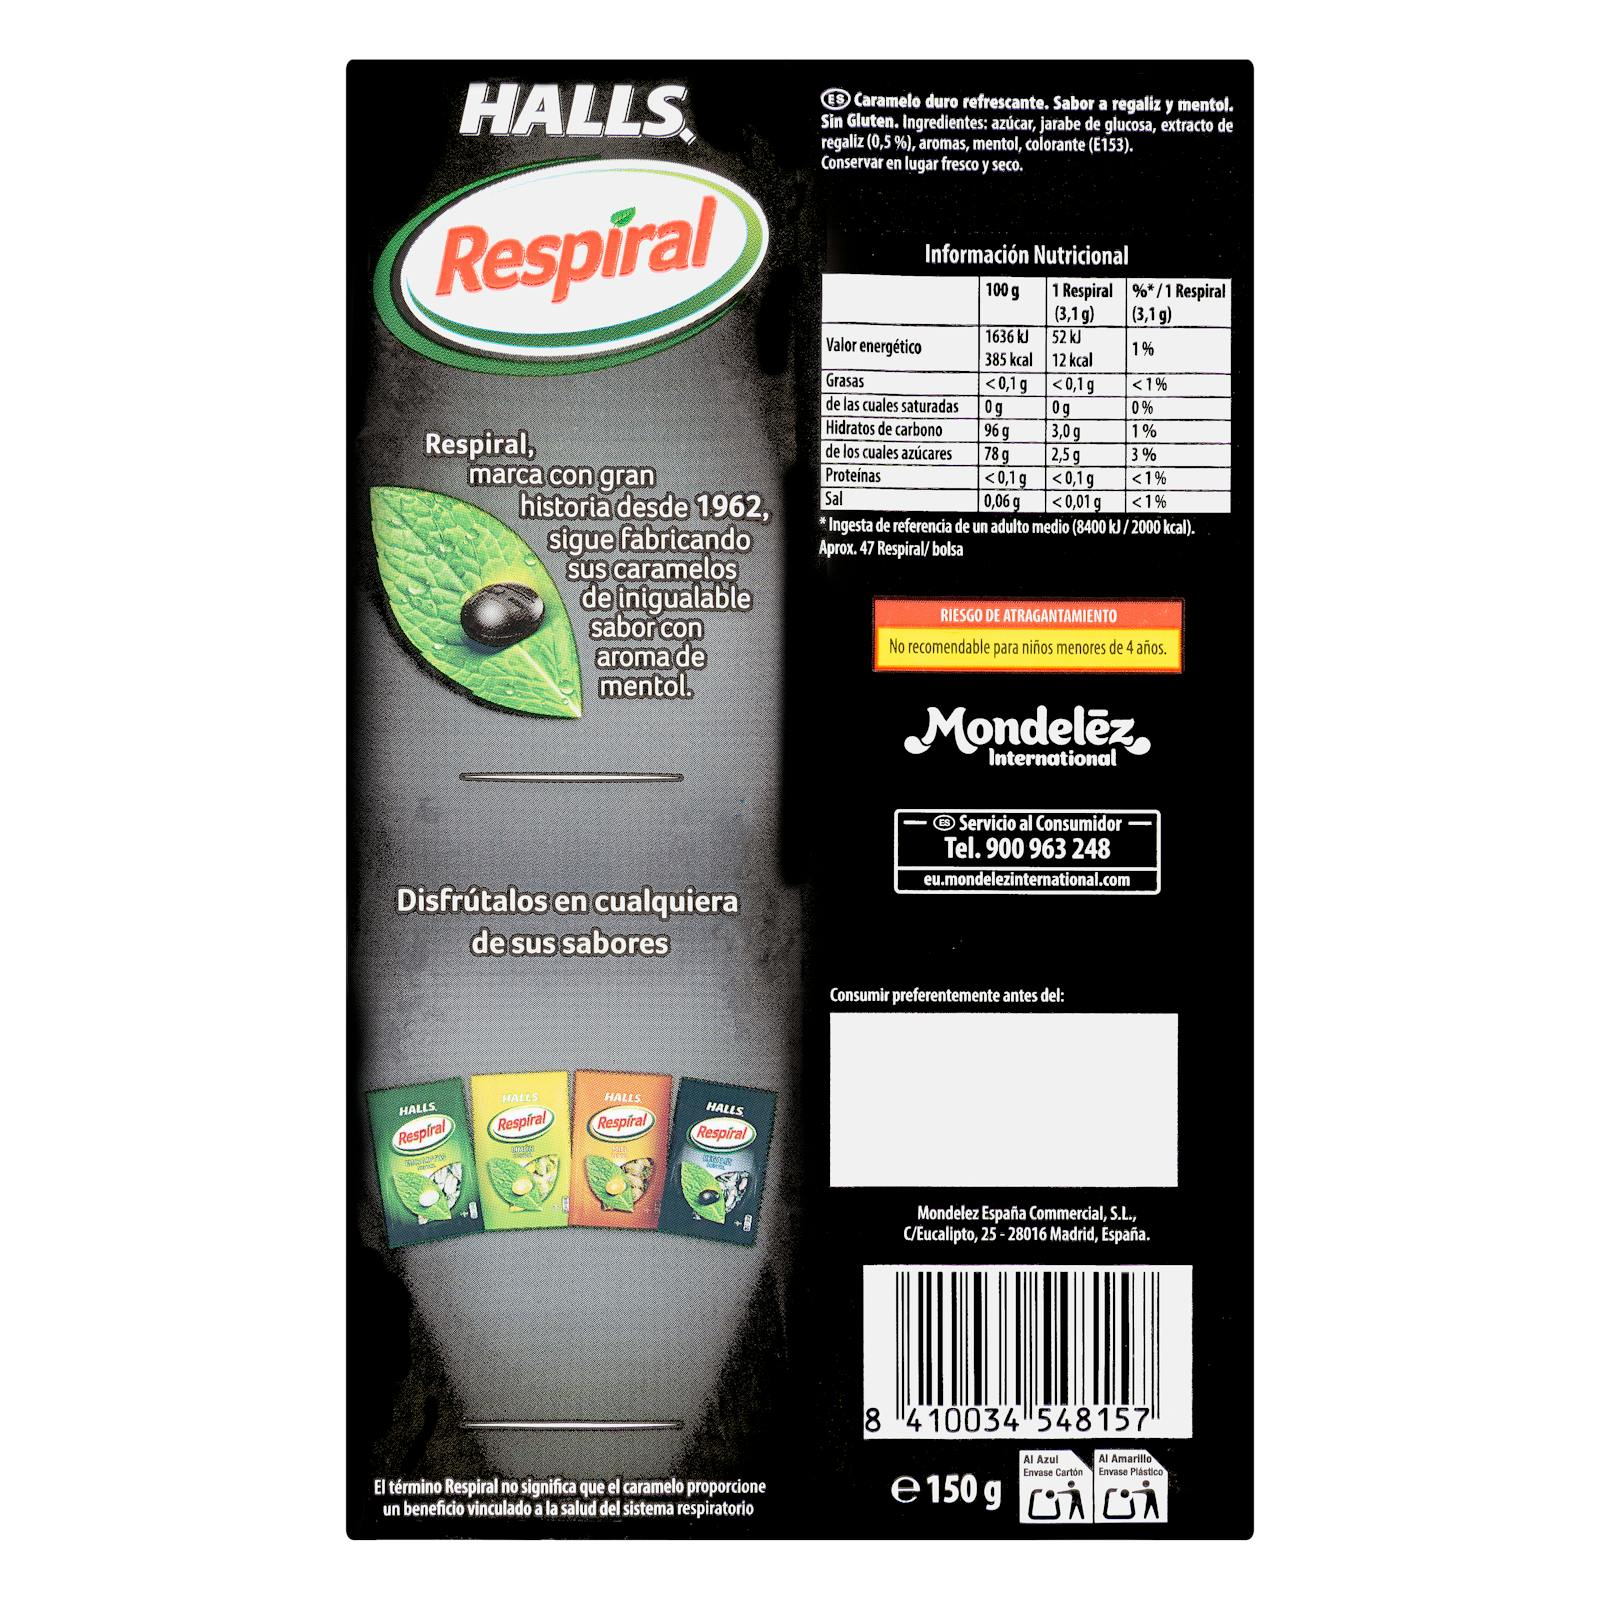 HALLS
Respiral
Respiral,
marca con gran
historia desde 1962,
sigue fabricando
sus caramelos
de inigualable
sabor con
aroma de
mentol.
Disfrútalos en cualquiera
de sus sabores
HALLS
Respiral
HALLS
Respiral
LIMÓN
HALLS
Respiral
MIEL
HALLS
Respiral
REGALIZ
El término Respiral no significa que el caramelo proporcione
un beneficio vinculado a la salud del sistema respiratorio
ES Caramelo duro refrescante. Sabor a regaliz y mentol.
Sin Gluten. Ingredientes: azúcar, jarabe de glucosa, extracto de
regaliz (0,5 %), aromas, mentol, colorante (E153).
Conservar en lugar fresco y seco.
Información Nutricional
100 g 1 Respiral %* / 1 Respiral
(3,1 g) (3,1 g)
Valor energético 1636 kJ 52 kJ 1 %
385 kcal 12 kcal
Grasas < 0,1 g < 0,1 g < 1 %
de las cuales saturadas 0 g 0 g 0 %
Hidratos de carbono 96 g 3,0 g 1 %
de los cuales azúcares 78 g 2,5 g 3 %
Proteínas < 0,1 g < 0,1 g < 1 %
Sal 0,06 g < 0,01 g < 1 %
* Ingesta de referencia de un adulto medio (8400 kJ / 2000 kcal).
Aprox. 47 Respiral/ bolsa
RIESGO DE ATRAGANTAMIENTO
No recomendable para niños menores de 4 años.
Mondelēz
International
ES Servicio al Consumidor
Tel. 900 963 248
eu.mondelezinternational.com
Consumir preferentemente antes del:
Mondelez España Commercial, S.L.,
C/Eucalipto, 25 - 28016 Madrid, España.
8 410034 548157
e 150 g
Al Azul
Envase Cartón
Al Amarillo
Envase Plástico